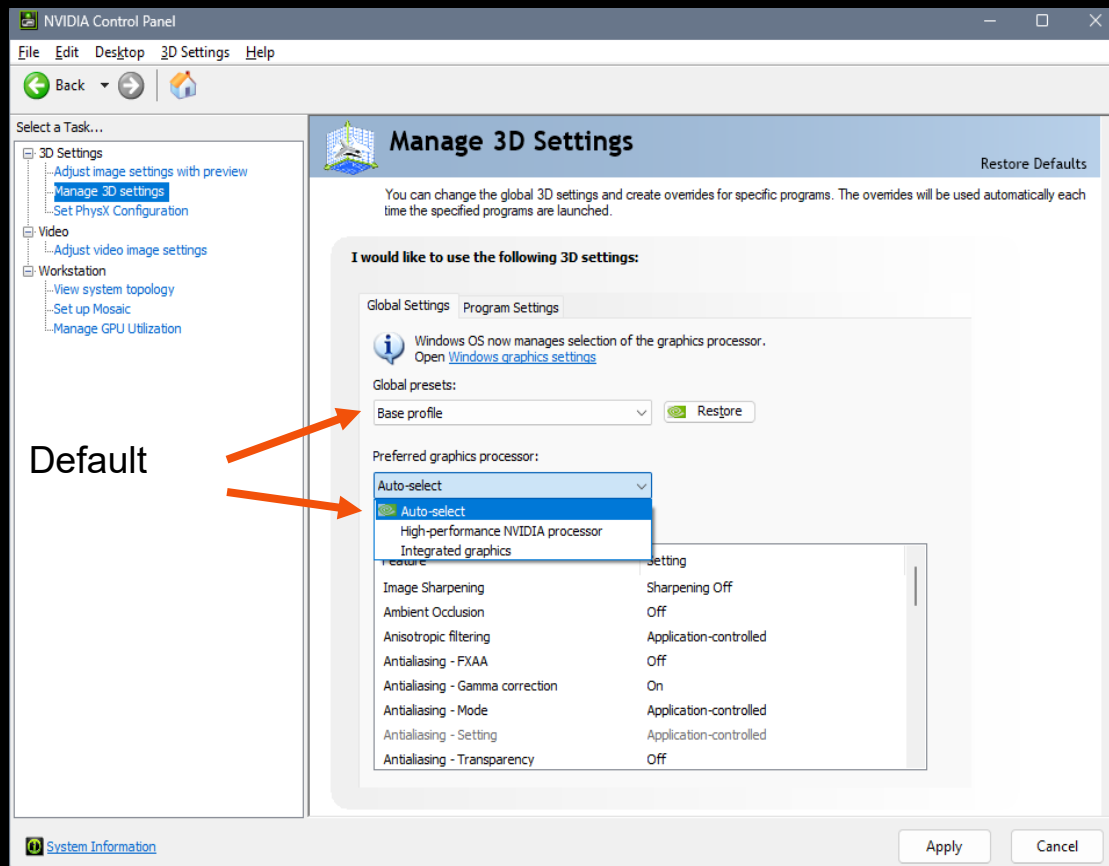 NVIDIA Control Panel
File Edit Desktop 3D Settings Help
Back
Select a Task...
3D Settings
Adjust image settings with preview
Manage 3D settings
Set PhysX Configuration
Video
Adjust video image settings
Workstation
View system topology
Set up Mosaic
Manage GPU Utilization
Manage 3D Settings
Restore Defaults
You can change the global 3D settings and create overrides for specific programs. The overrides will be used automatically each
time the specified programs are launched.
I would like to use the following 3D settings:
Global Settings Program Settings
Windows OS now manages selection of the graphics processor.
Open Windows graphics settings
Global presets:
Base profile Restore
Default
Preferred graphics processor:
Auto-select
Auto-select
High-performance NVIDIA processor
Integrated graphics
Feature Setting
Image Sharpening Sharpening Off
Ambient Occlusion Off
Anisotropic filtering Application-controlled
Antialiasing - FXAA Off
Antialiasing - Gamma correction On
Antialiasing - Mode Application-controlled
Antialiasing - Setting Application-controlled
Antialiasing - Transparency Off
System Information
Apply Cancel